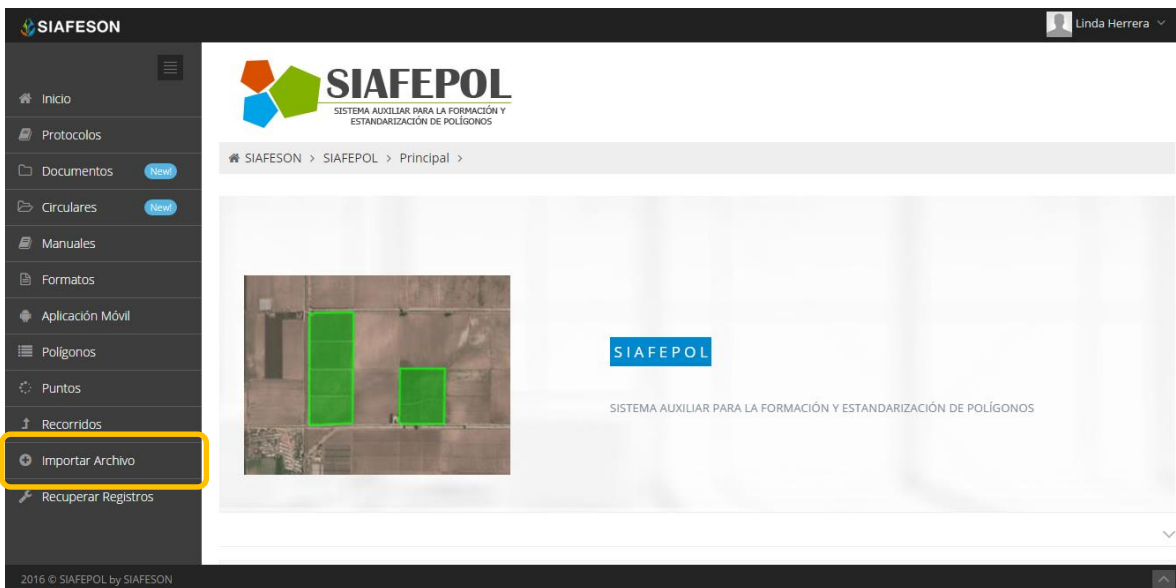 SIAFESON
Linda Herrera
Inicio
Protocolos
Documentos New!
Circulares New!
Manuales
Formatos
Aplicación Móvil
Polígonos
Puntos
Recorridos
Importar Archivo
Recuperar Registros
SIAFEPOL
SISTEMA AUXILIAR PARA LA FORMACIÓN Y
ESTANDARIZACIÓN DE POLÍGONOS
SIAFESON > SIAFEPOL > Principal >
SIAFEPOL
SISTEMA AUXILIAR PARA LA FORMACIÓN Y ESTANDARIZACIÓN DE POLÍGONOS
2016 © SIAFEPOL by SIAFESON